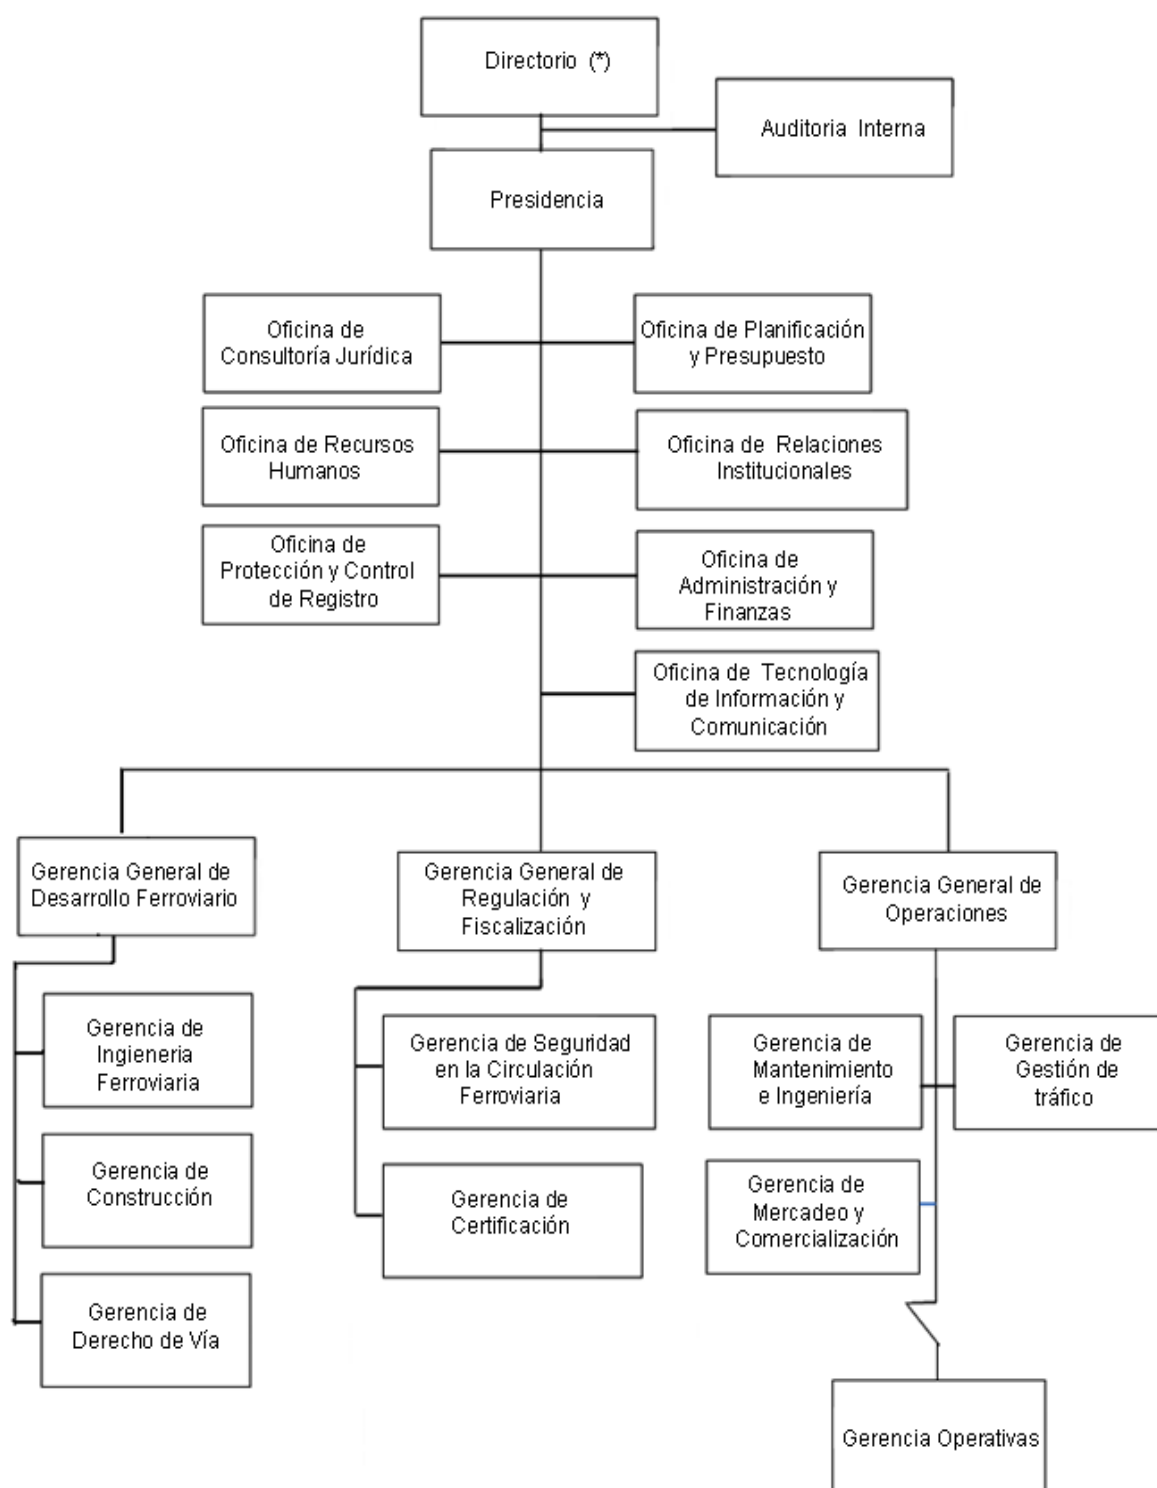 Directorio (*)
Auditoria Interna
Presidencia
Oficina de
Consultoría Jurídica
Oficina de Planificación
y Presupuesto
Oficina de Recursos
Humanos
Oficina de Relaciones
Institucionales
Oficina de
Protección y Control
de Registro
Oficina de
Administración y
Finanzas
Oficina de Tecnología
de Información y
Comunicación
Gerencia General de
Desarrollo Ferroviario
Gerencia General de
Regulación y
Fiscalización
Gerencia General de
Operaciones
Gerencia de
Ingieneria
Ferroviaria
Gerencia de Seguridad
en la Circulación
Ferroviaria
Gerencia de
Mantenimiento
e Ingeniería
Gerencia de
Gestión de
tráfico
Gerencia de
Construcción
Gerencia de
Certificación
Gerencia de
Mercadeo y
Comercialización
Gerencia de
Derecho de Vía
Gerencia Operativas